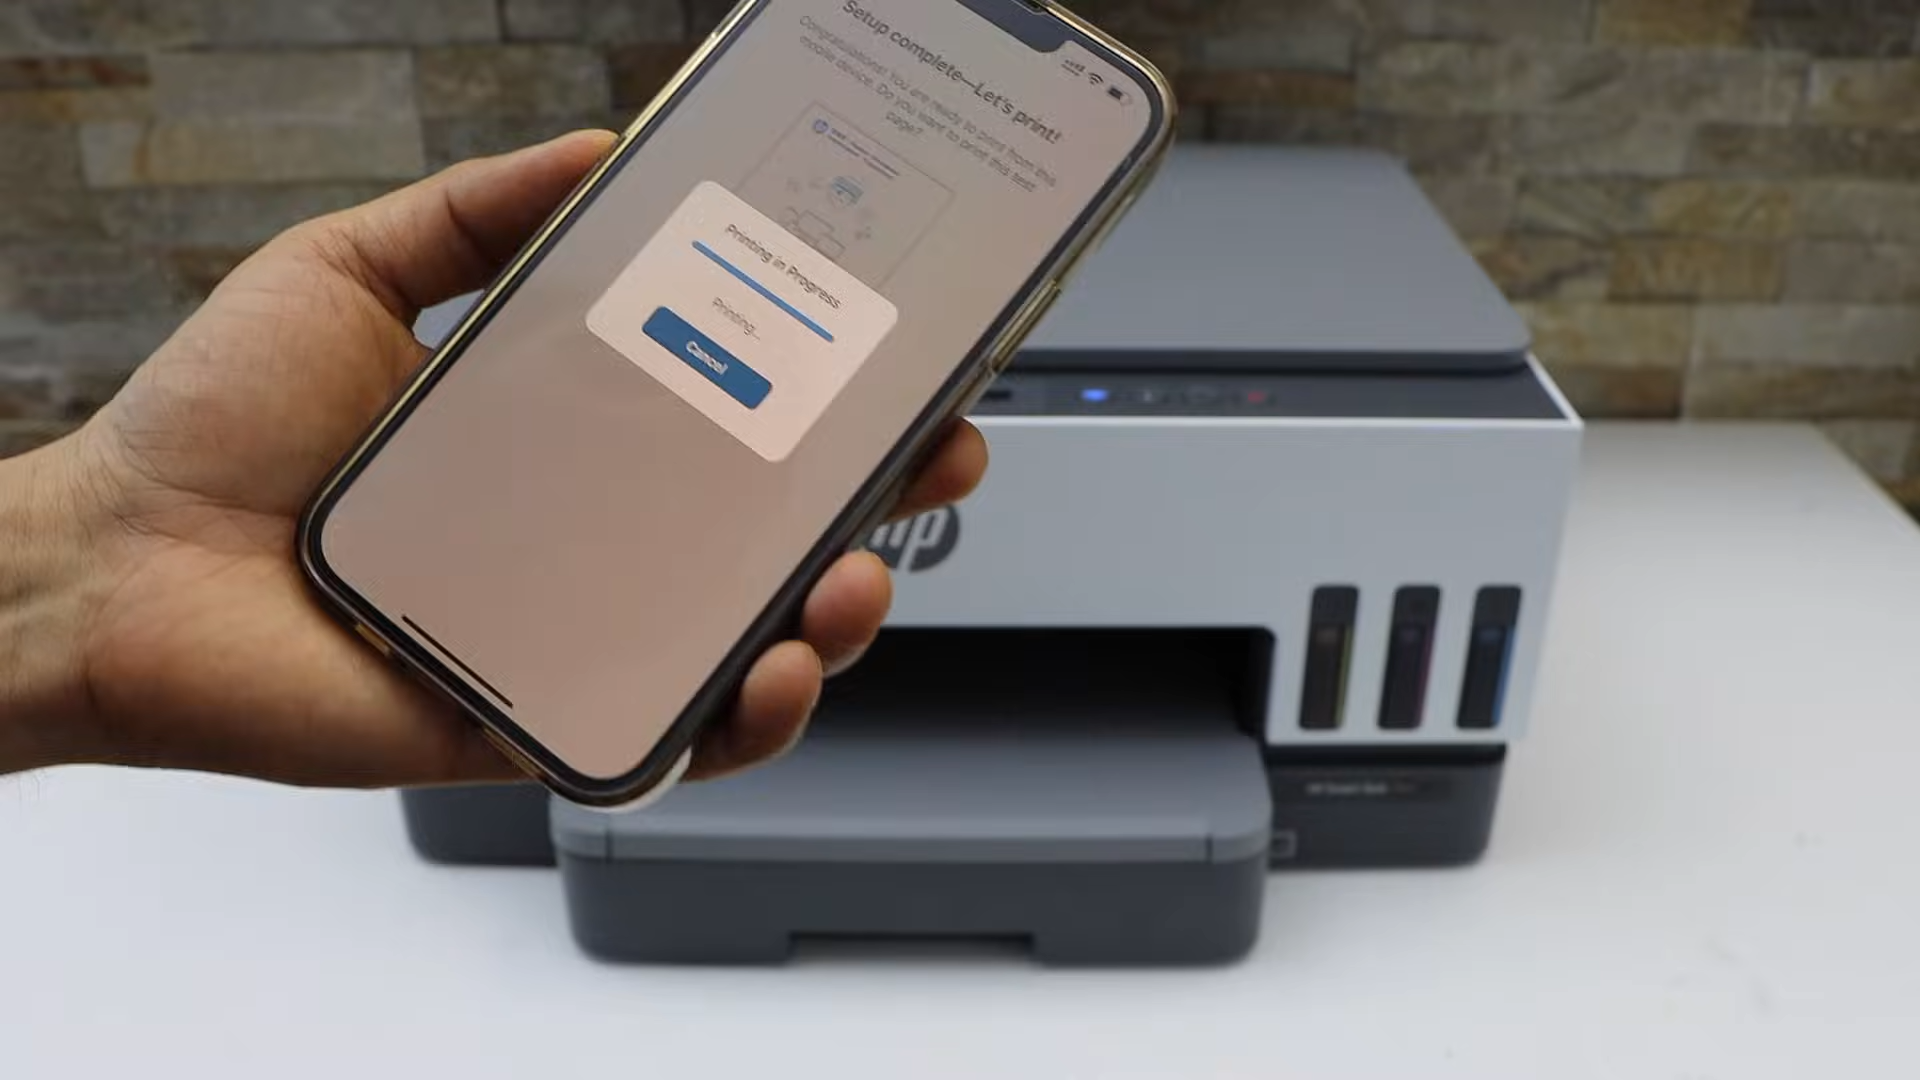 Setup complete—Let's print!
Congratulations! You are ready to print from this
mobile device. Do you want to print this test
page?
Printing in Progress
Printing...
Cancel
hp